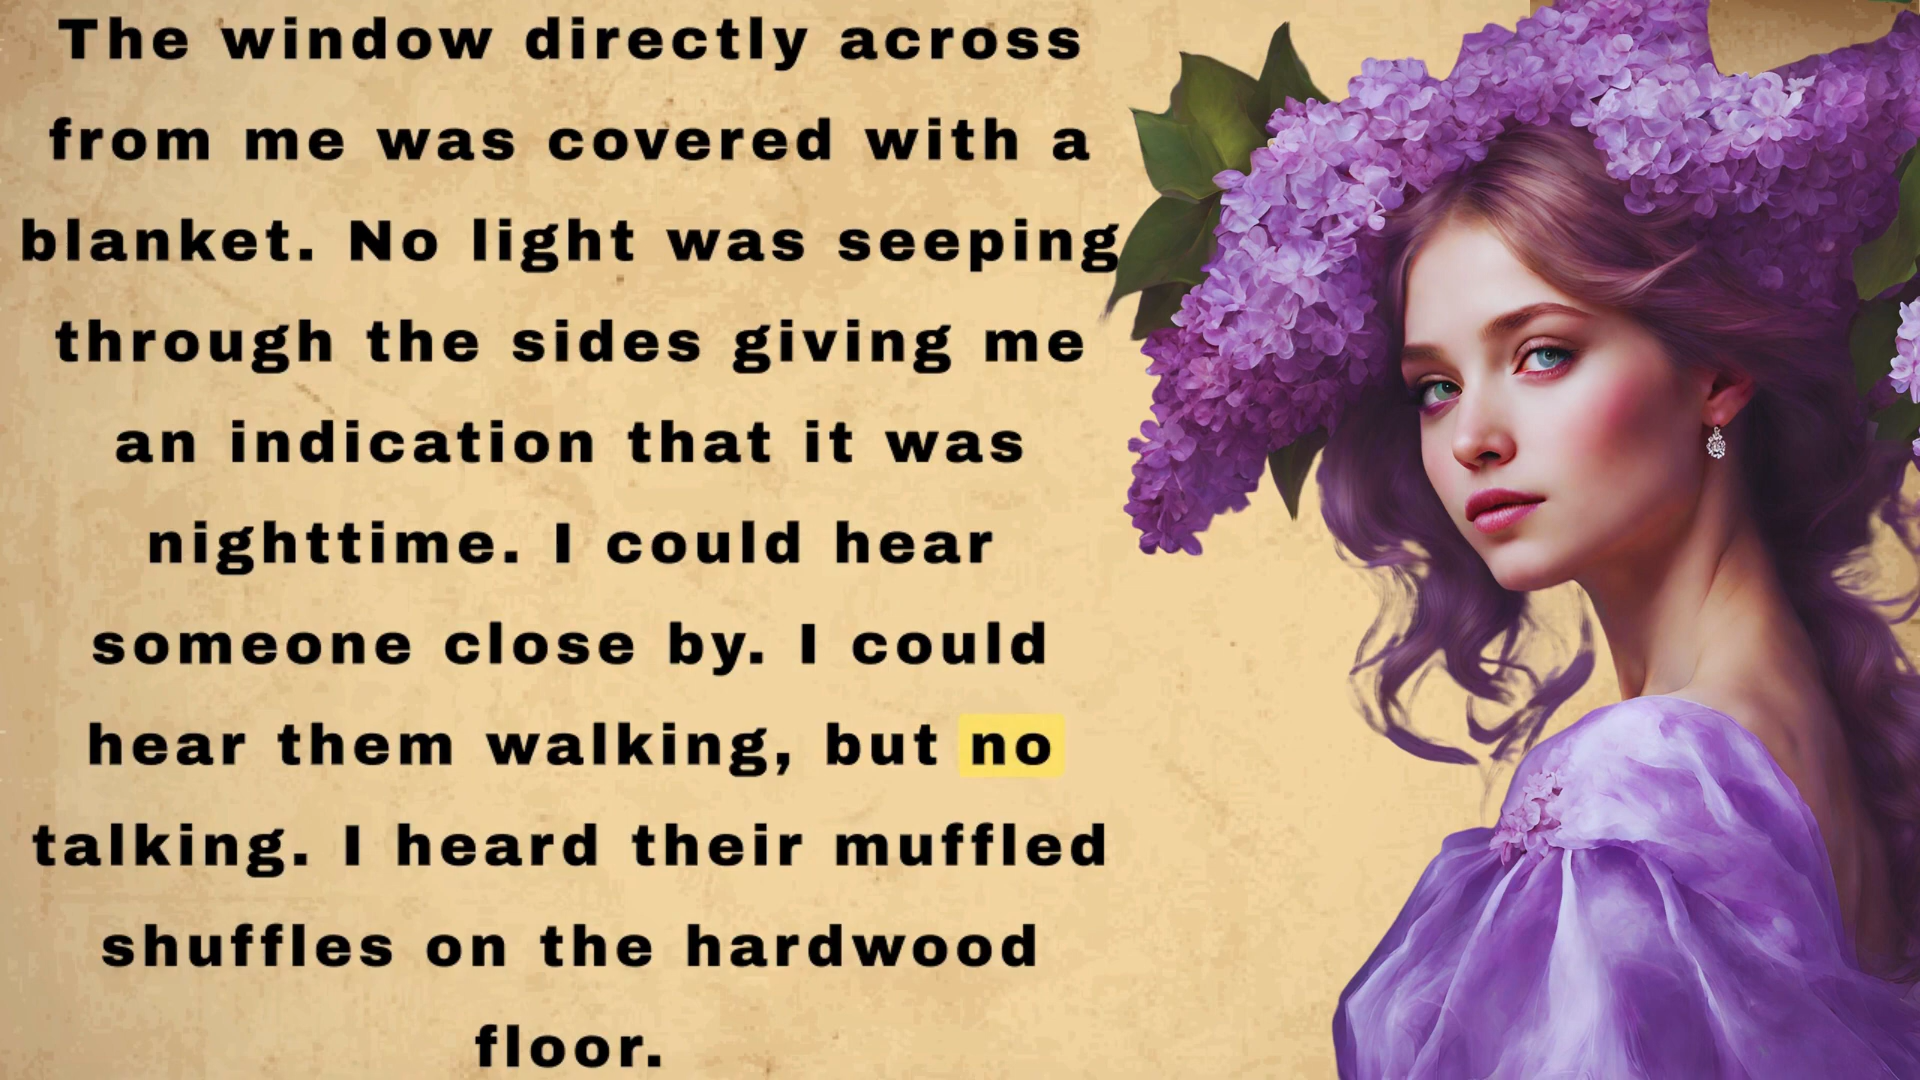 The window directly across
from me was covered with a
blanket. No light was seeping
through the sides giving me
an indication that it was
nighttime. I could hear
someone close by. I could
hear them walking, but no
talking. I heard their muffled
shuffles on the hardwood
floor.